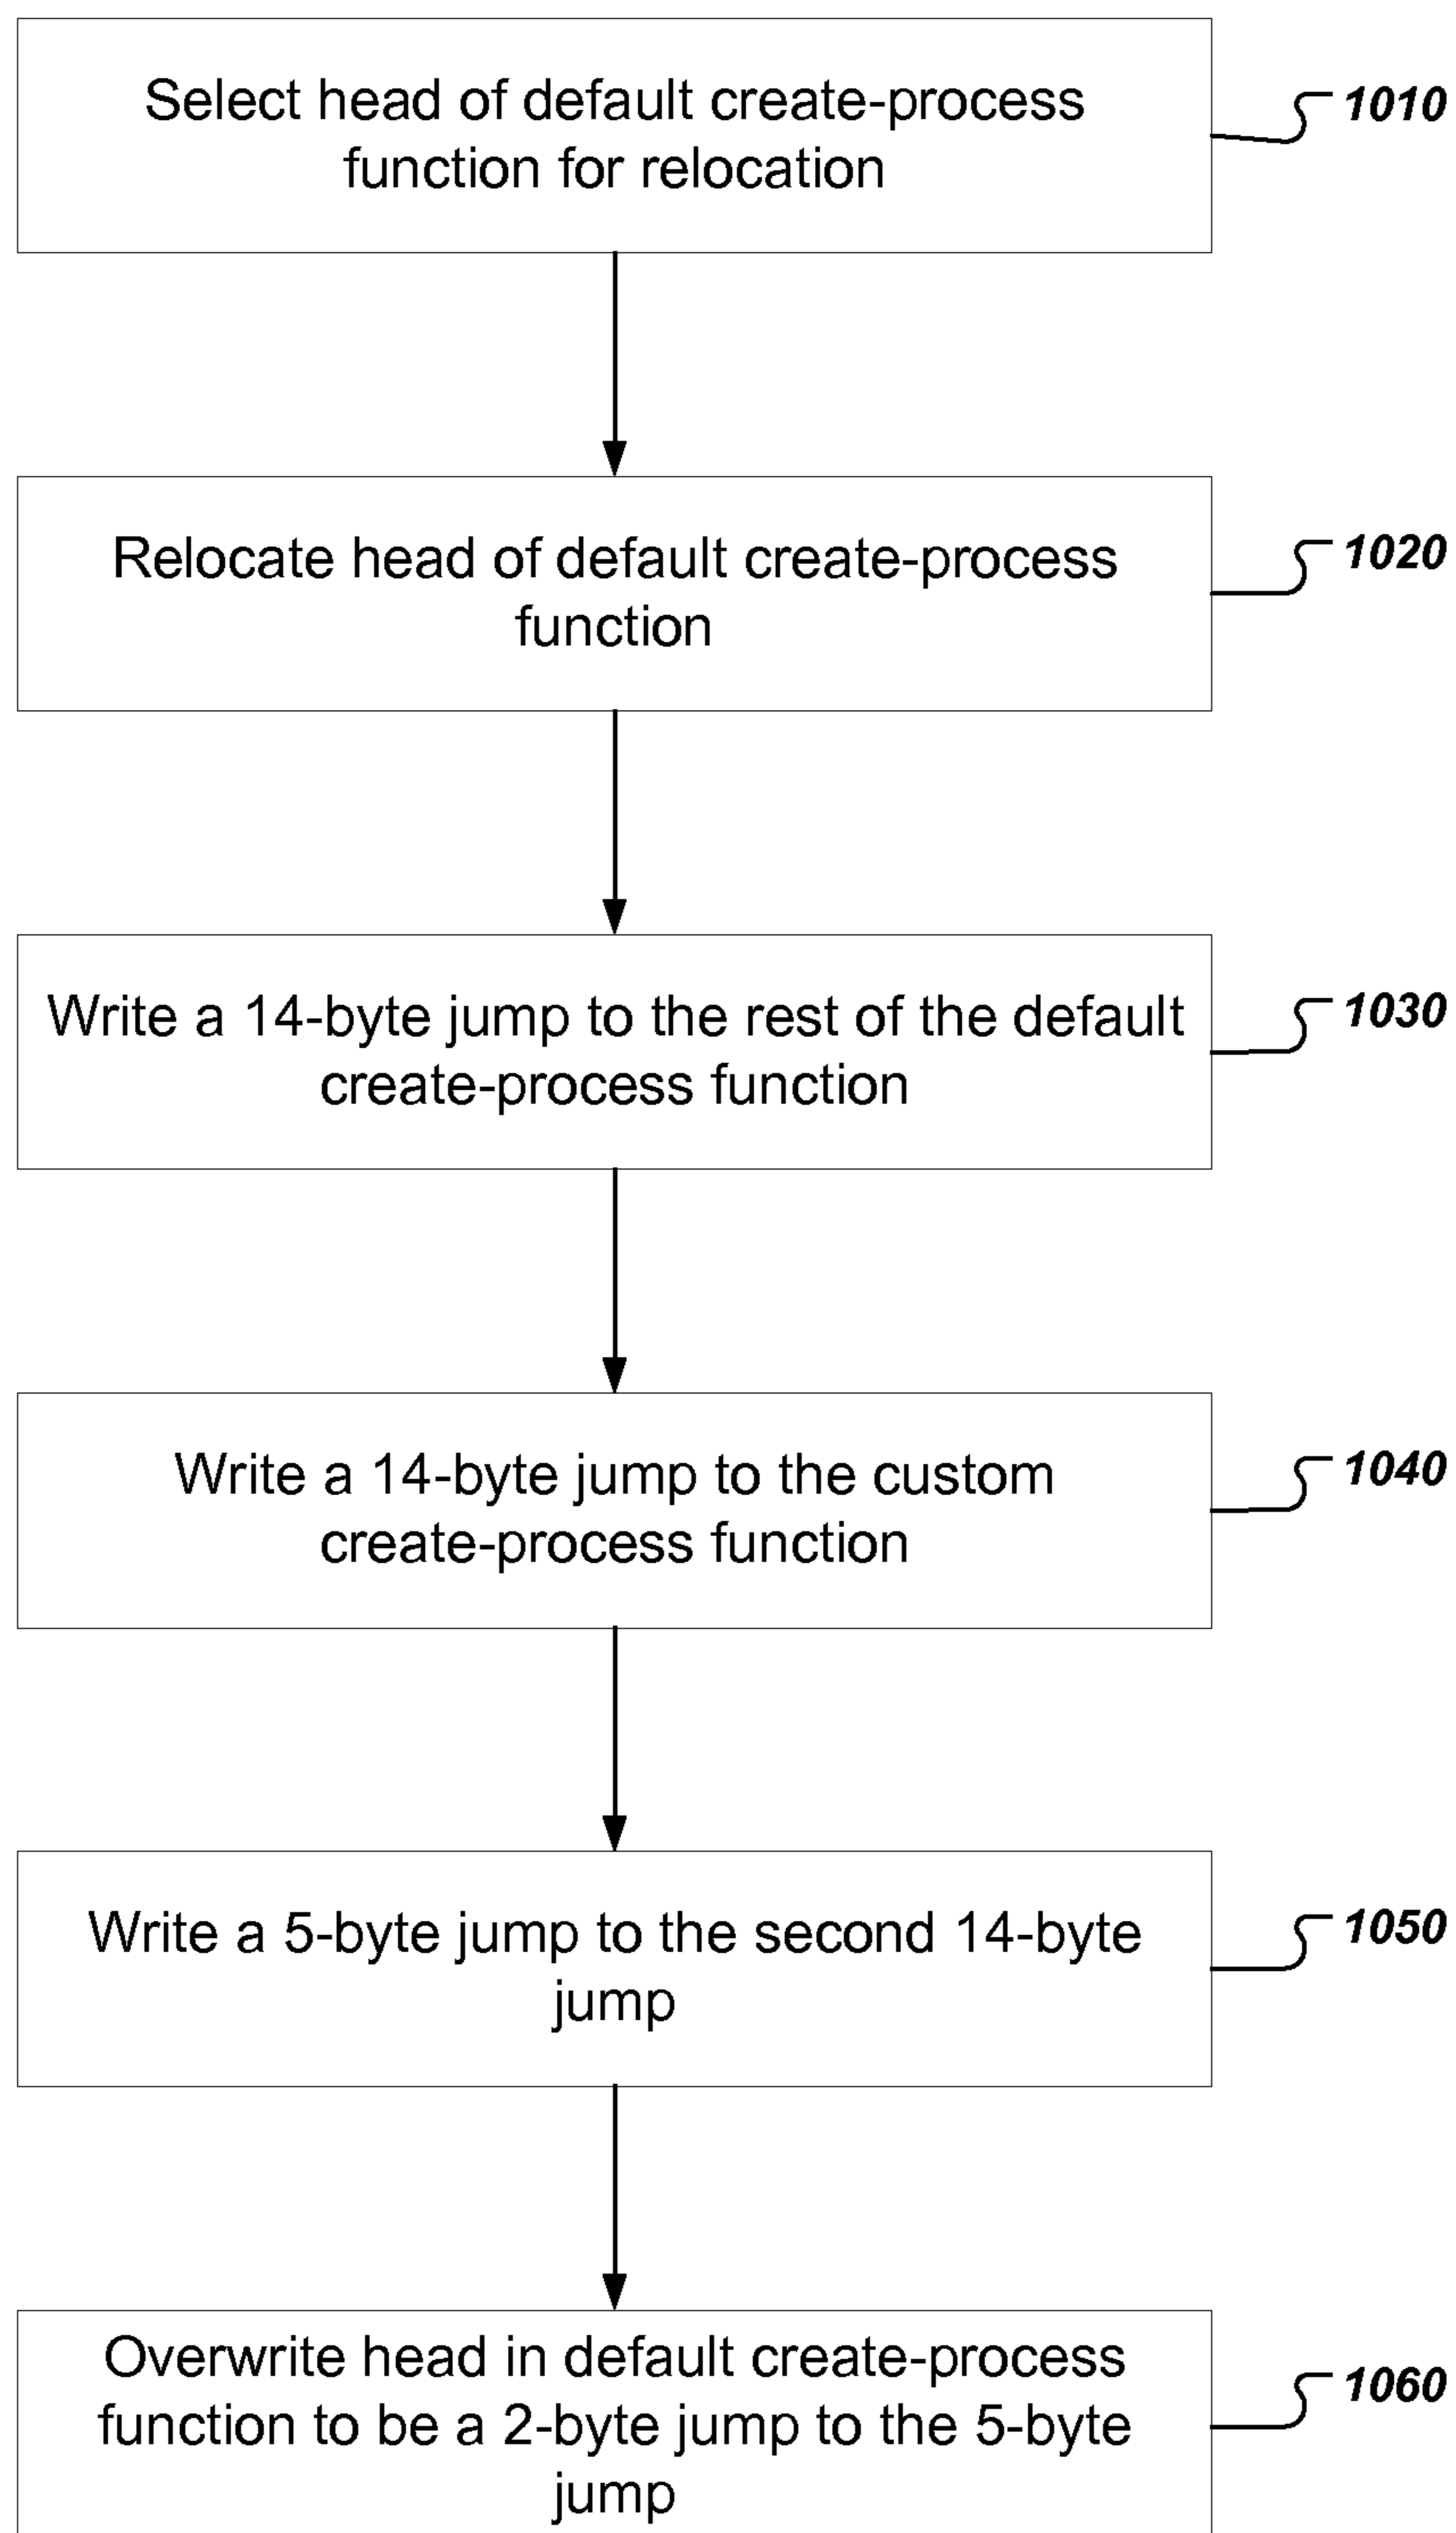 Select head of default create-process
function for relocation
1010
Relocate head of default create-process
function
1020
Write a 14-byte jump to the rest of the default
create-process function
1030
Write a 14-byte jump to the custom
create-process function
1040
Write a 5-byte jump to the second 14-byte
jump
1050
Overwrite head in default create-process
function to be a 2-byte jump to the 5-byte
jump
1060